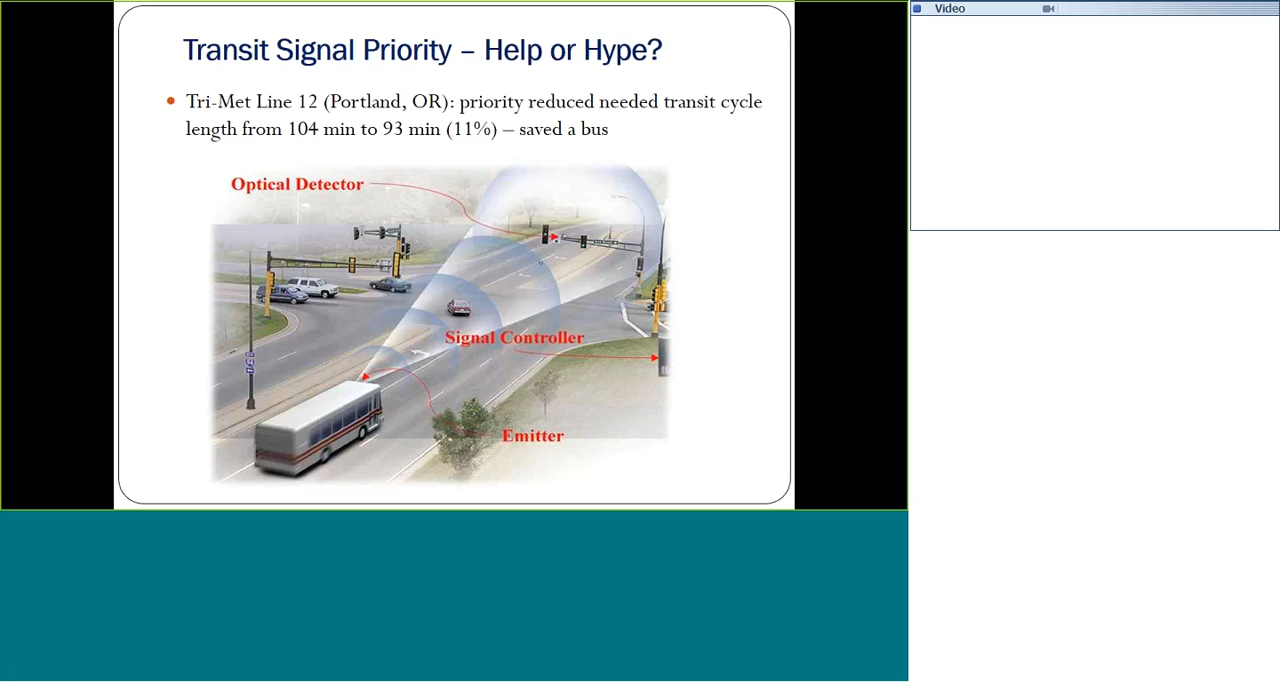 Video
Transit Signal Priority – Help or Hype?
• Tri-Met Line 12 (Portland, OR): priority reduced needed transit cycle
length from 104 min to 93 min (11%) – saved a bus
Optical Detector
Signal Controller
Emitter